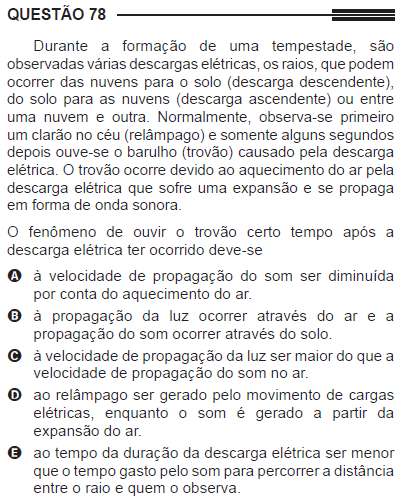 QUESTÃO 78
Durante a formação de uma tempestade, são
observadas várias descargas elétricas, os raios, que podem
ocorrer das nuvens para o solo (descarga descendente),
do solo para as nuvens (descarga ascendente) ou entre
uma nuvem e outra. Normalmente, observa-se primeiro
um clarão no céu (relâmpago) e somente alguns segundos
depois ouve-se o barulho (trovão) causado pela descarga
elétrica. O trovão ocorre devido ao aquecimento do ar pela
descarga elétrica que sofre uma expansão e se propaga
em forma de onda sonora.
O fenômeno de ouvir o trovão certo tempo após a
descarga elétrica ter ocorrido deve-se
A à velocidade de propagação do som ser diminuída
por conta do aquecimento do ar.
B à propagação da luz ocorrer através do ar e a
propagação do som ocorrer através do solo.
C à velocidade de propagação da luz ser maior do que a
velocidade de propagação do som no ar.
D ao relâmpago ser gerado pelo movimento de cargas
elétricas, enquanto o som é gerado a partir da
expansão do ar.
E ao tempo da duração da descarga elétrica ser menor
que o tempo gasto pelo som para percorrer a distância
entre o raio e quem o observa.